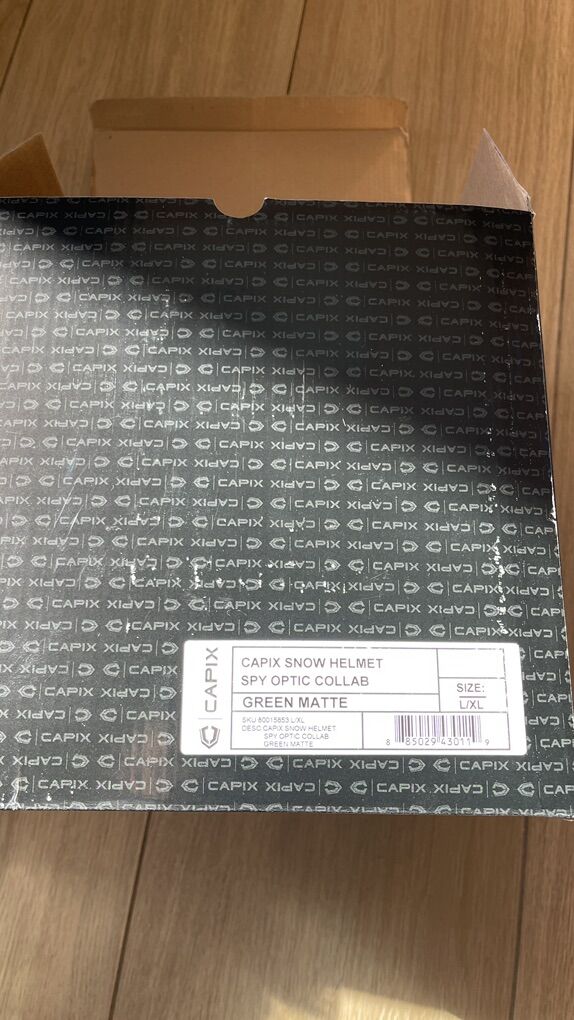 CAPIX
CAPIX SNOW HELMET
SPY OPTIC COLLAB
GREEN MATTE
SIZE:
L/XL
SKU 80015853 L/XL
DESC.CAPIX SNOW HELMET
SPY OPTIC COLLAB
GREEN MATTE
8 85029 43011 9